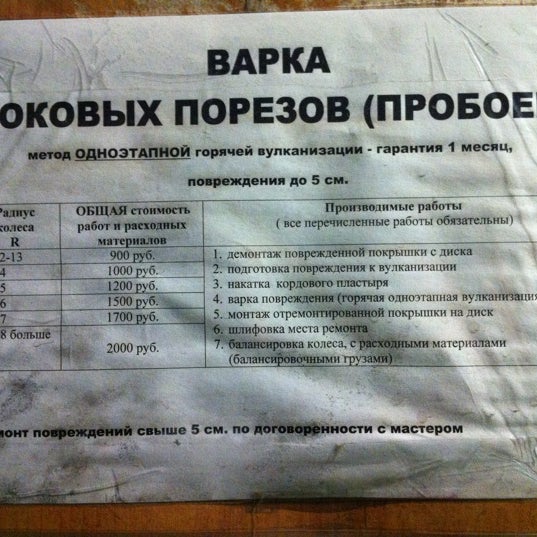 ВАРКА
ОКОВЫХ ПОРЕЗОВ (ПРОБОЕ
метод ОДНОЭТАПНОЙ горячей вулканизации - гарантия 1 месяц,
повреждения до 5 см.
Радиус колеса R
ОБЩАЯ стоимость работ и расходных материалов
Производимые работы
( все перечисленные работы обязательны)
2-13 900 руб.
4 1000 руб.
5 1200 руб.
6 1500 руб.
7 1700 руб.
8 больше 2000 руб.
1. демонтаж поврежденной покрышки с диска
2. подготовка повреждения к вулканизации
3. накатка кордового пластыря
4. варка повреждения (горячая одноэтапная вулканизация
5. монтаж отремонтированной покрышки на диск
6. шлифовка места ремонта
7. балансировка колеса, с расходными материалами
(балансировочными грузами)
монт повреждений свыше 5 см. по договоренности с мастером